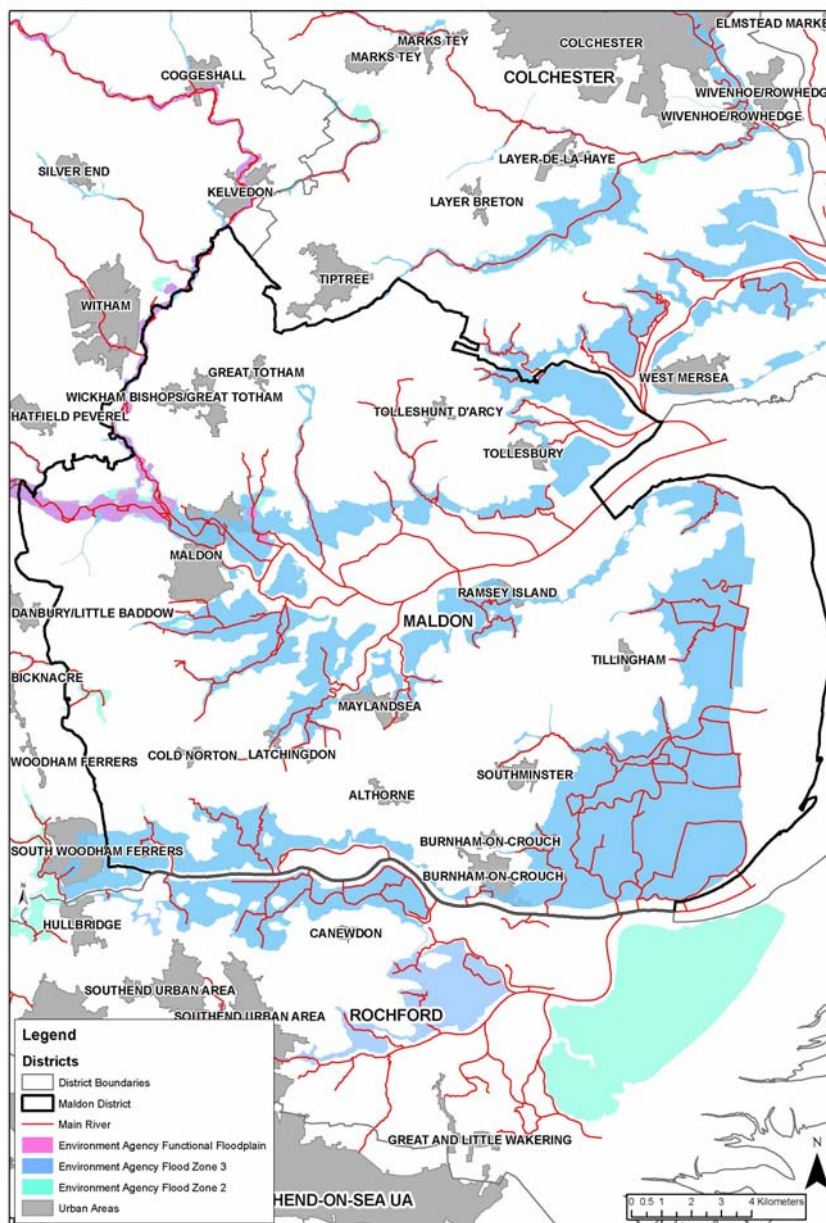 ELMSTEAD MARKE
MARKS TEY
MARKS TEY
COLCHESTER
COLCHESTER
COGGESHALL
WIVENHOE/ROWHEDGE
WIVENHOE/ROWHEDGE
LAYER-DE-LA-HAYE
SILVER END
KELVEDON
LAYER BRETON
TIPTREE
WITHAM
WEST MERSEA
GREAT TOTHAM
WICKHAM BISHOPS/GREAT TOTHAM
HATFIELD PEVEREL
TOLLESHUNT D'ARCY
TOLLESBURY
MALDON
RAMSEY ISLAND
DANBURY/LITTLE BADDOW
MALDON
TILLINGHAM
BICKNACRE
MAYLANDSEA
WOODHAM FERRERS
COLD NORTON
LATCHINGDON
SOUTHMINSTER
ALTHORNE
SOUTH WOODHAM FERRERS
BURNHAM-ON-CROUCH
BURNHAM-ON-CROUCH
N
HULLBRIDGE
CANEWDON
SOUTHEND URBAN AREA
SOUTHEND URBAN AREA
ROCHFORD
GREAT AND LITTLE WAKERING
HEND-ON-SEA UA
Legend
Districts
District Boundaries
Maldon District
Main River
Environment Agency Functional Floodplain
Environment Agency Flood Zone 3
Environment Agency Flood Zone 2
Urban Areas
N
0 0.5 1 2 3 4 Kilometers